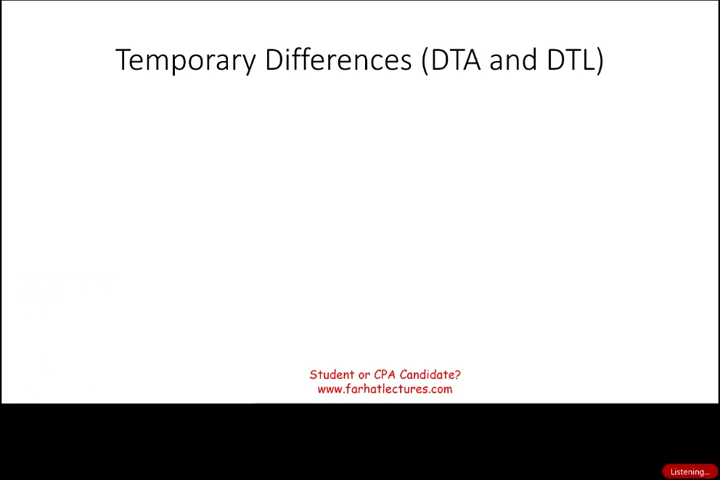 Temporary Differences (DTA and DTL)
Student or CPA Candidate?
www.farhatlectures.com
Listening...